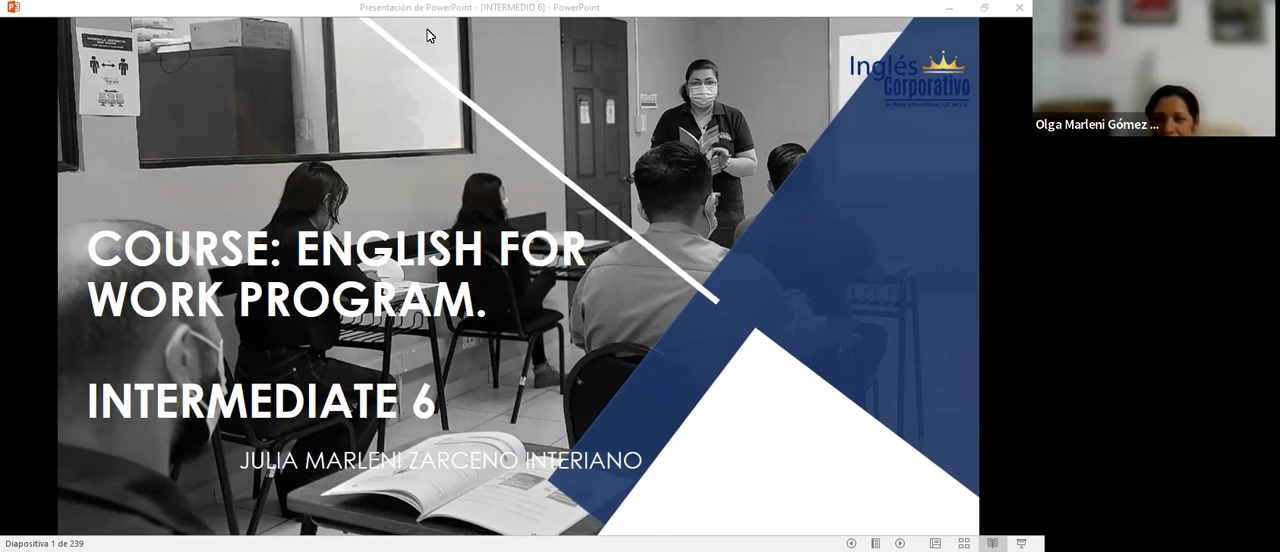 Presentación de PowerPoint - [INTERMEDIO 6] - PowerPoint
Inglés
Corporativo
Olga Marleni Gómez ...
COURSE: ENGLISH FOR
WORK PROGRAM.
INTERMEDIATE 6
JULIA MARLENI ZARCENO INTERIANO
Diapositiva 1 de 239